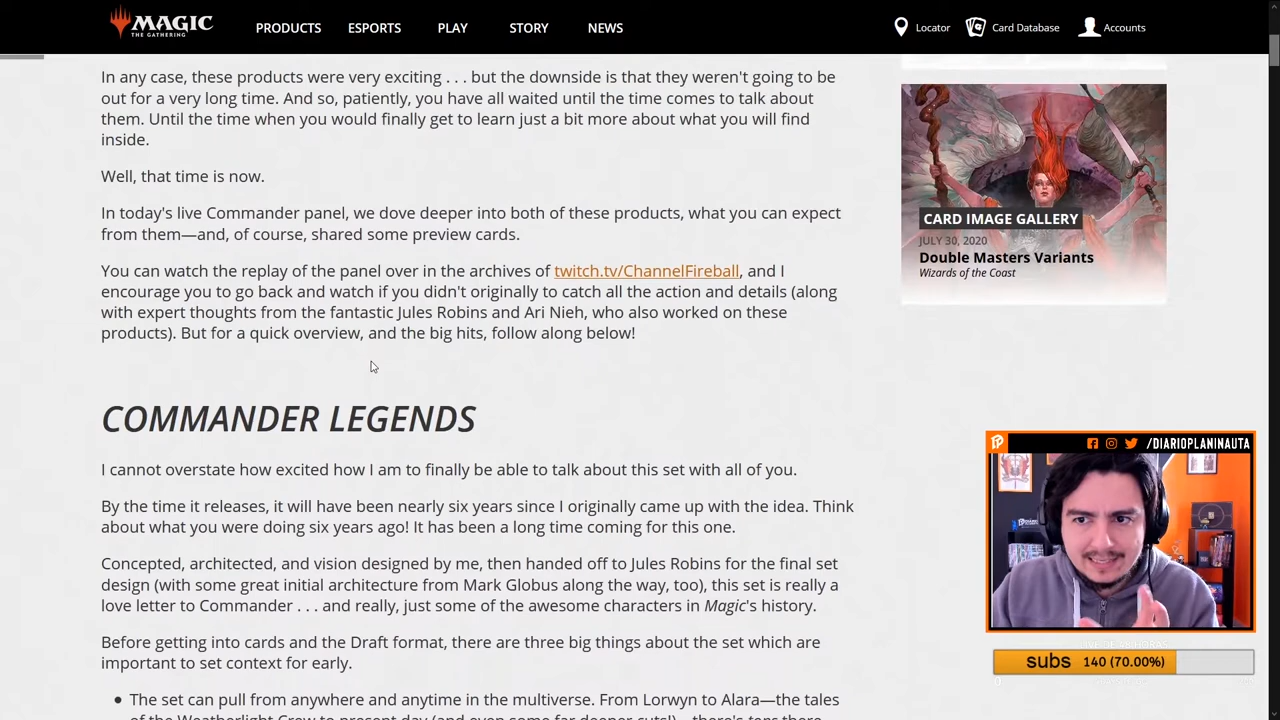 MAGIC
THE GATHERING
PRODUCTS ESPORTS PLAY STORY NEWS
Locator Card Database Accounts
In any case, these products were very exciting . . . but the downside is that they weren't going to be
out for a very long time. And so, patiently, you have all waited until the time comes to talk about
them. Until the time when you would finally get to learn just a bit more about what you will find
inside.
Well, that time is now.
In today's live Commander panel, we dove deeper into both of these products, what you can expect
from them—and, of course, shared some preview cards.
You can watch the replay of the panel over in the archives of twitch.tv/ChannelFireball, and I
encourage you to go back and watch if you didn't originally to catch all the action and details (along
with expert thoughts from the fantastic Jules Robins and Ari Nieh, who also worked on these
products). But for a quick overview, and the big hits, follow along below!
COMMANDER LEGENDS
I cannot overstate how excited how I am to finally be able to talk about this set with all of you.
By the time it releases, it will have been nearly six years since I originally came up with the idea. Think
about what you were doing six years ago! It has been a long time coming for this one.
Concepted, architected, and vision designed by me, then handed off to Jules Robins for the final set
design (with some great initial architecture from Mark Globus along the way, too), this set is really a
love letter to Commander . . . and really, just some of the awesome characters in Magic's history.
Before getting into cards and the Draft format, there are three big things about the set which are
important to set context for early.
• The set can pull from anywhere and anytime in the multiverse. From Lorwyn to Alara—the tales
of the Weatherlight Crew to present day (and even some far deeper cuts!)—there's tons there
CARD IMAGE GALLERY
JULY 30, 2020
Double Masters Variants
Wizards of the Coast
/DIARIOPLANINAUTA
subs 140 (70.00%)